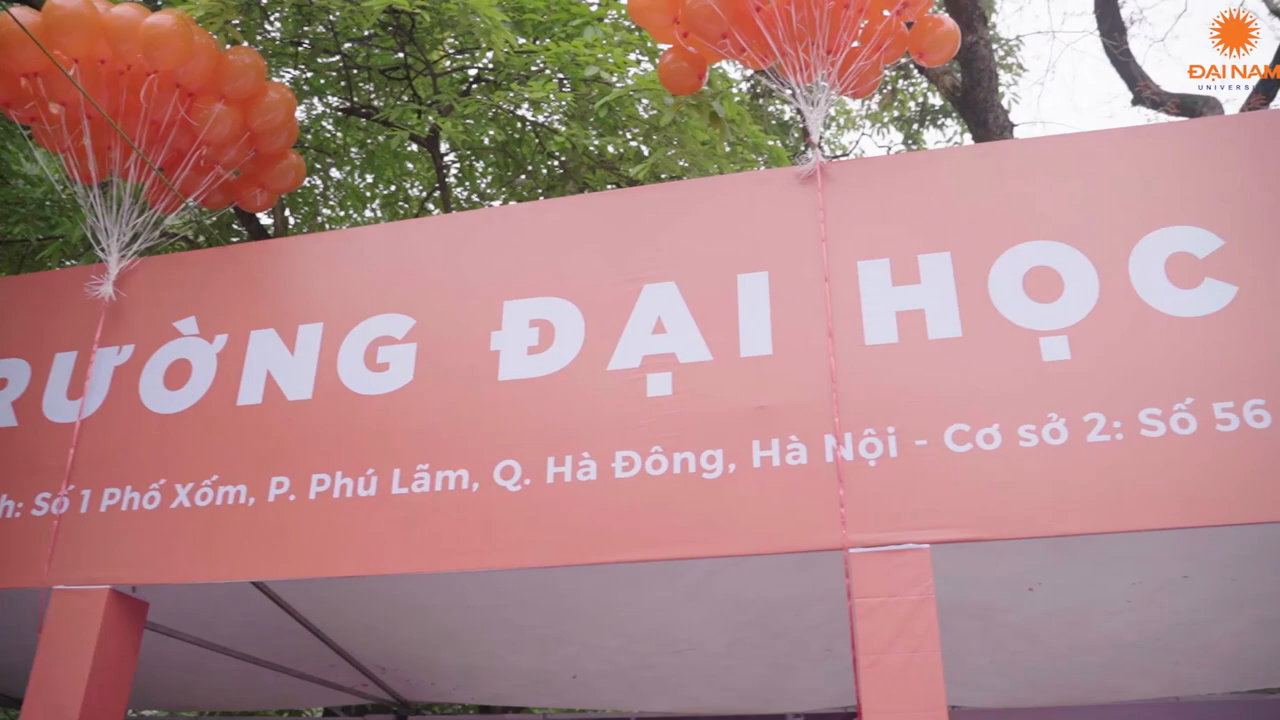 ĐẠI NAM
RƯỜNG ĐẠI HỌC
h: Số 1 Phố Xốm, P. Phú Lãm, Q. Hà Đông, Hà Nội - Cơ sở 2: Số 56